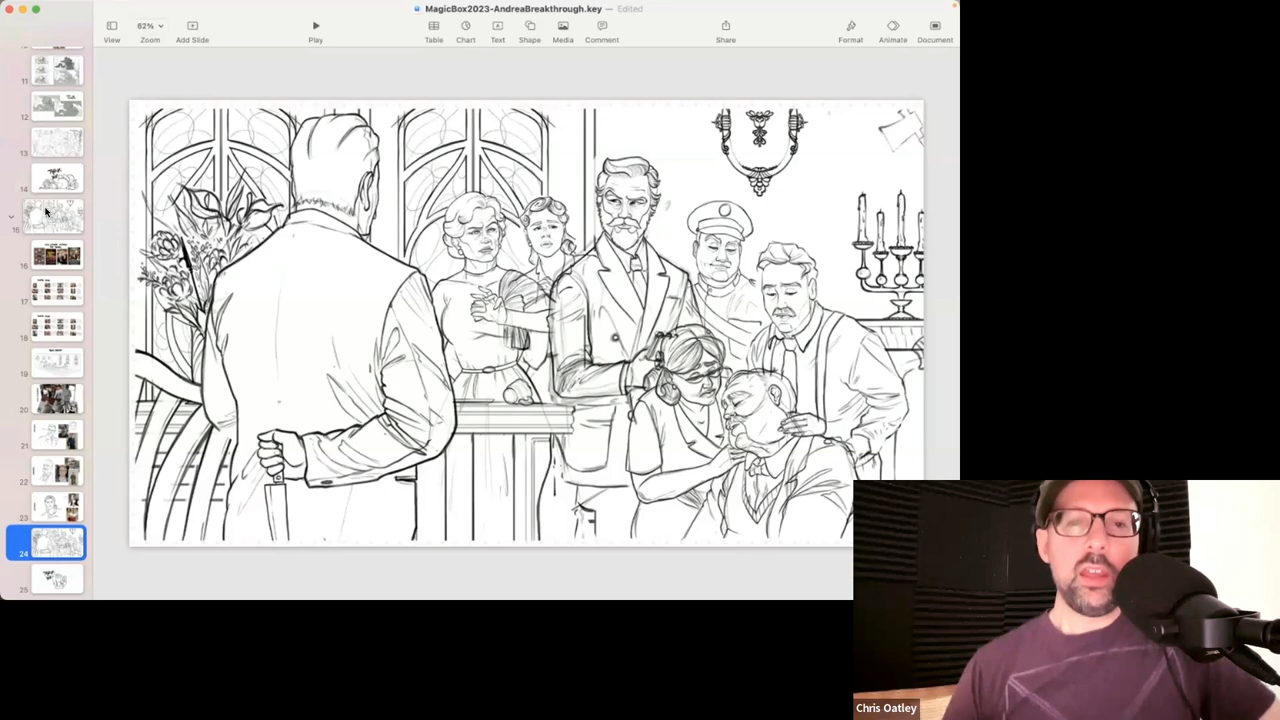 MagicBox2023-AndreaBreakthrough.key — Edited
View
62%
Zoom
Add Slide
Play
Table
Chart
Text
Shape
Media
Comment
Share
Format
Animate
Document
11
12
13
14
16
17
18
19
20
21
22
23
24
25
Chris Oatley